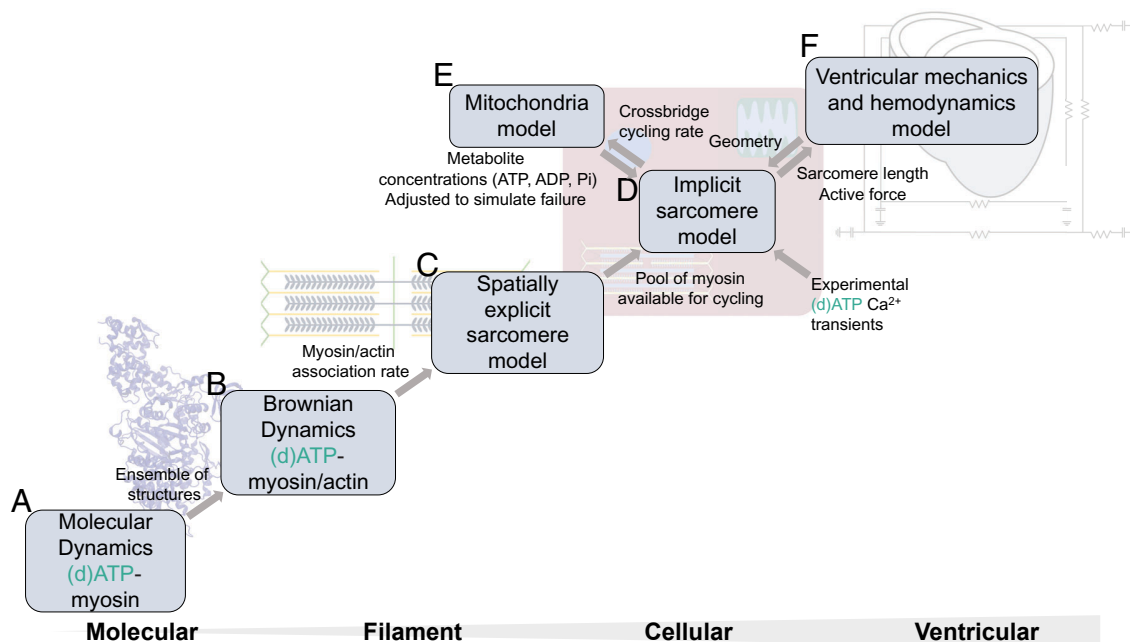 F
Ventricular mechanics
and hemodynamics
model
E
Mitochondria
model
Crossbridge
cycling rate
Geometry
Metabolite
concentrations (ATP, ADP, Pi)
Adjusted to simulate failure
D
Implicit
sarcomere
model
Sarcomere length
Active force
C
Spatially
explicit
sarcomere
model
Pool of myosin
available for cycling
Experimental
(d)ATP Ca²⁺
transients
Myosin/actin
association rate
B
Brownian
Dynamics
(d)ATP-
myosin/actin
Ensemble of
structures
A
Molecular
Dynamics
(d)ATP-
myosin
Molecular
Filament
Cellular
Ventricular